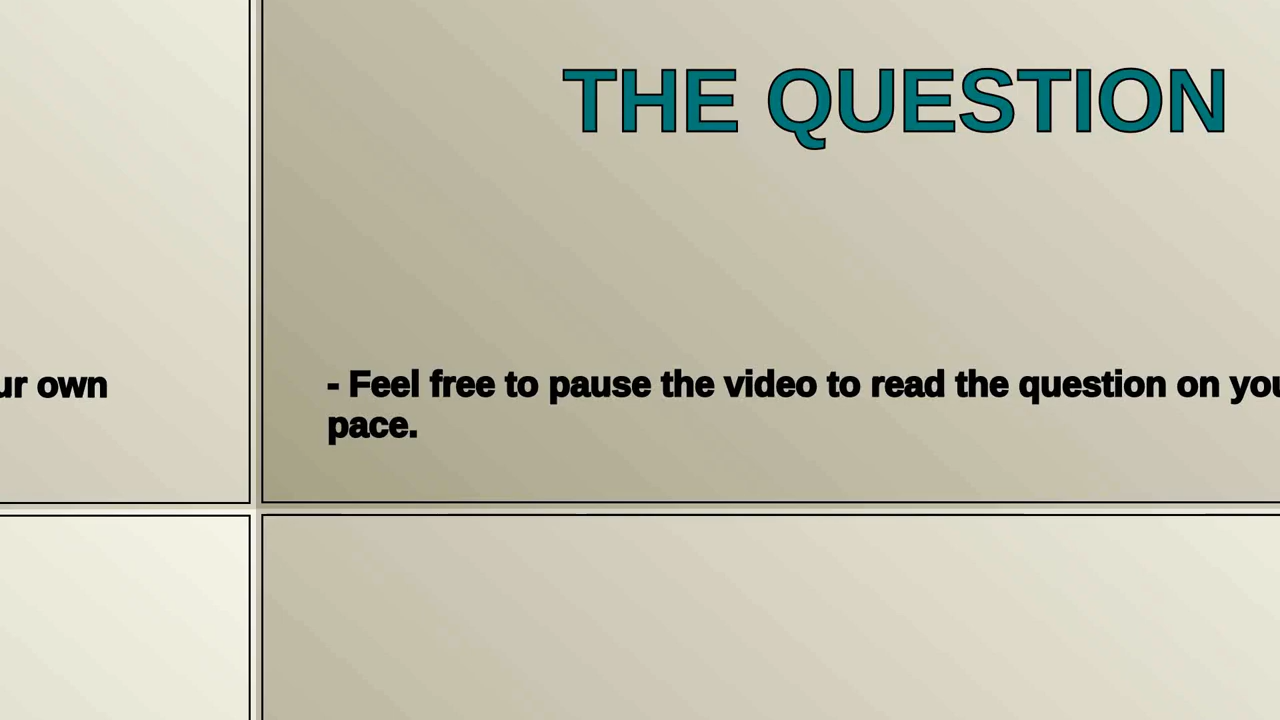 THE QUESTION
ur own
- Feel free to pause the video to read the question on you
pace.